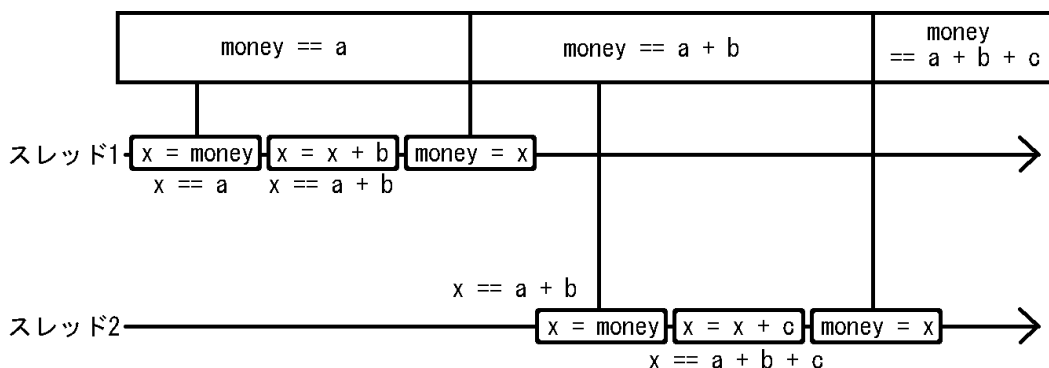 money == a
money == a + b
money
== a + b + c
スレッド1
x = money
x = x + b
money = x
x == a
x == a + b
x == a + b
スレッド2
x = money
x = x + c
money = x
x == a + b + c